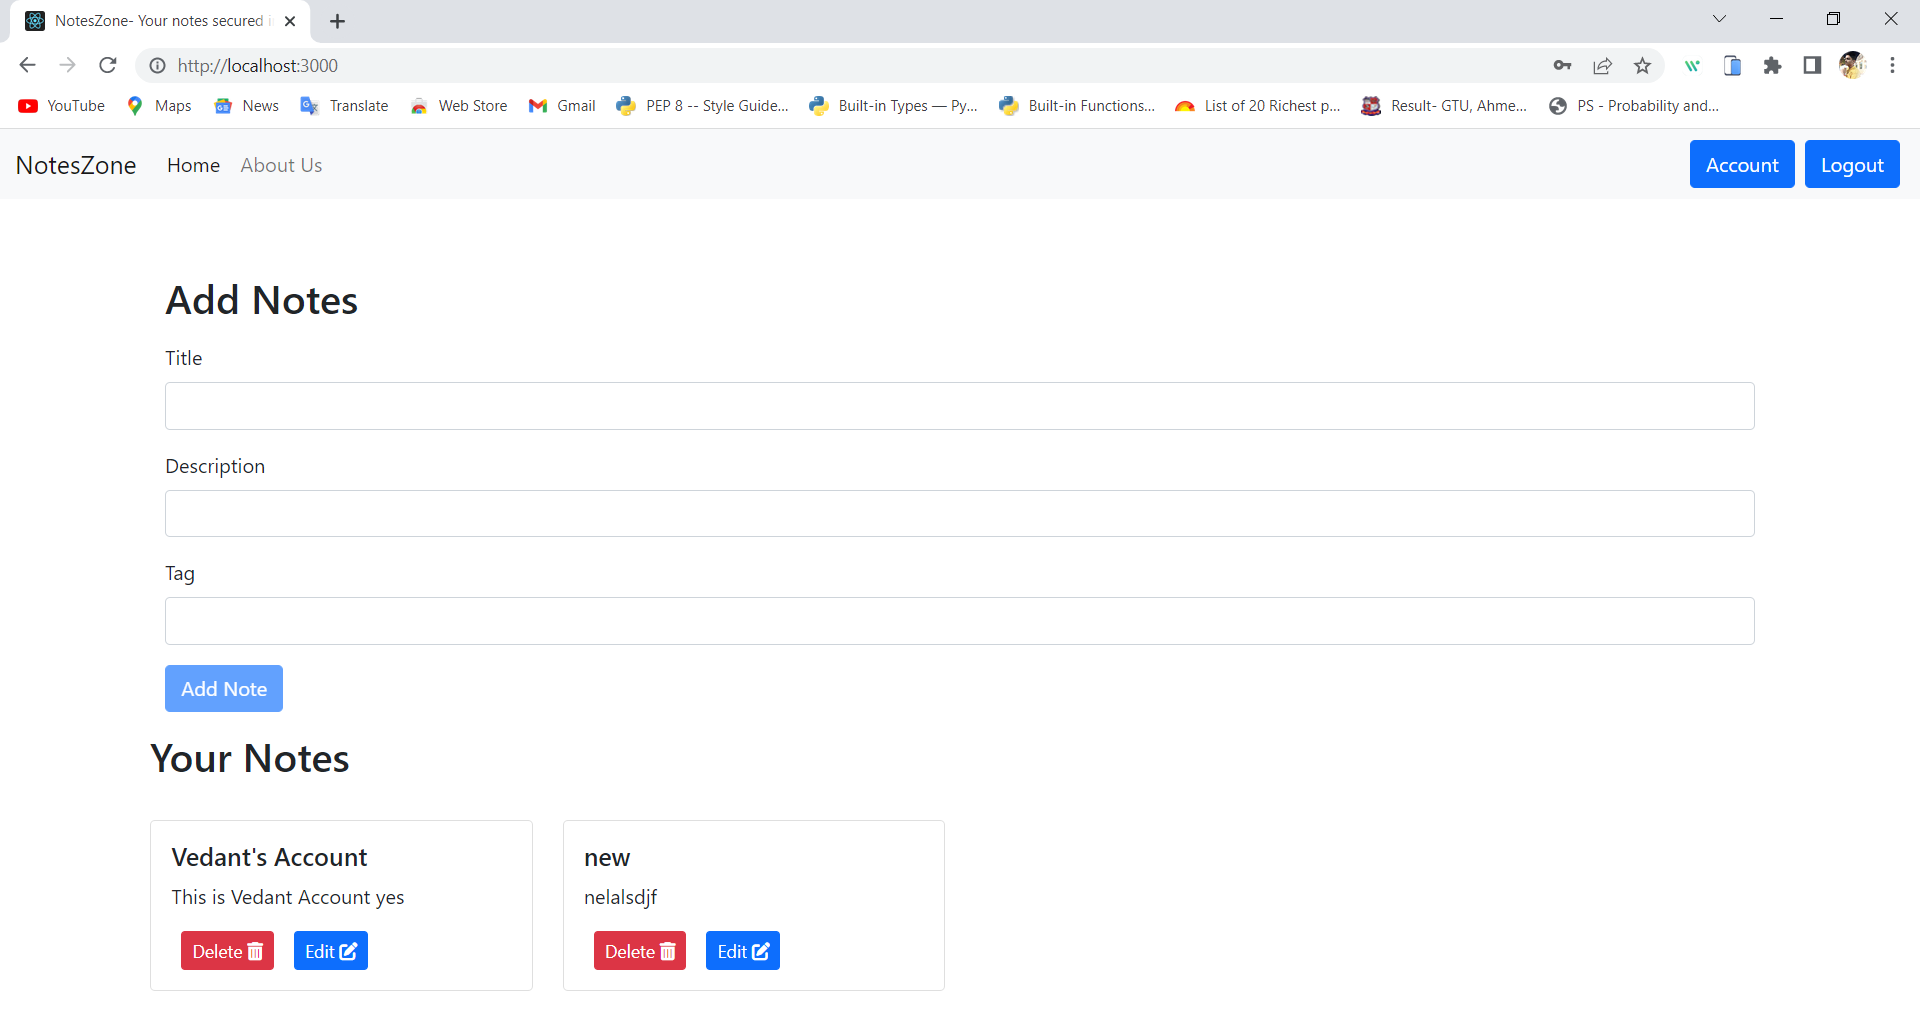 NotesZone- Your notes secured i
http://localhost:3000
YouTube Maps News Translate Web Store Gmail PEP 8 -- Style Guide... Built-in Types — Py... Built-in Functions... List of 20 Richest p... Result- GTU, Ahme... PS - Probability and...
NotesZone Home About Us Account Logout
Add Notes
Title
Description
Tag
Add Note
Your Notes
Vedant's Account
This is Vedant Account yes
Delete Edit
new
nelalsdjf
Delete Edit